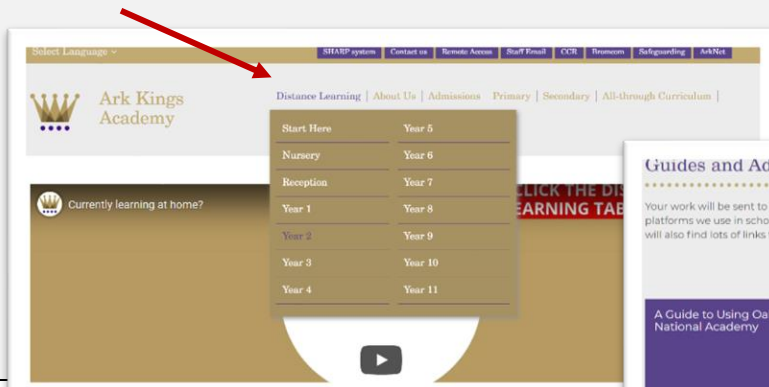 Select Language
SHARP system Contact us Remote Access Staff Email CCR Bromcom Safeguarding ArkNet
Ark Kings
Academy
Distance Learning | About Us | Admissions Primary | Secondary | All-through Curriculum |
Start Here Year 5
Nursery Year 6
Reception Year 7
Year 1 Year 8
Year 2 Year 9
Year 3 Year 10
Year 4 Year 11
Currently learning at home?
CLICK THE DIS
EARNING TAB
Guides and Ad
Your work will be sent to
platforms we use in scho
will also find lots of links
A Guide to Using Oa
National Academy